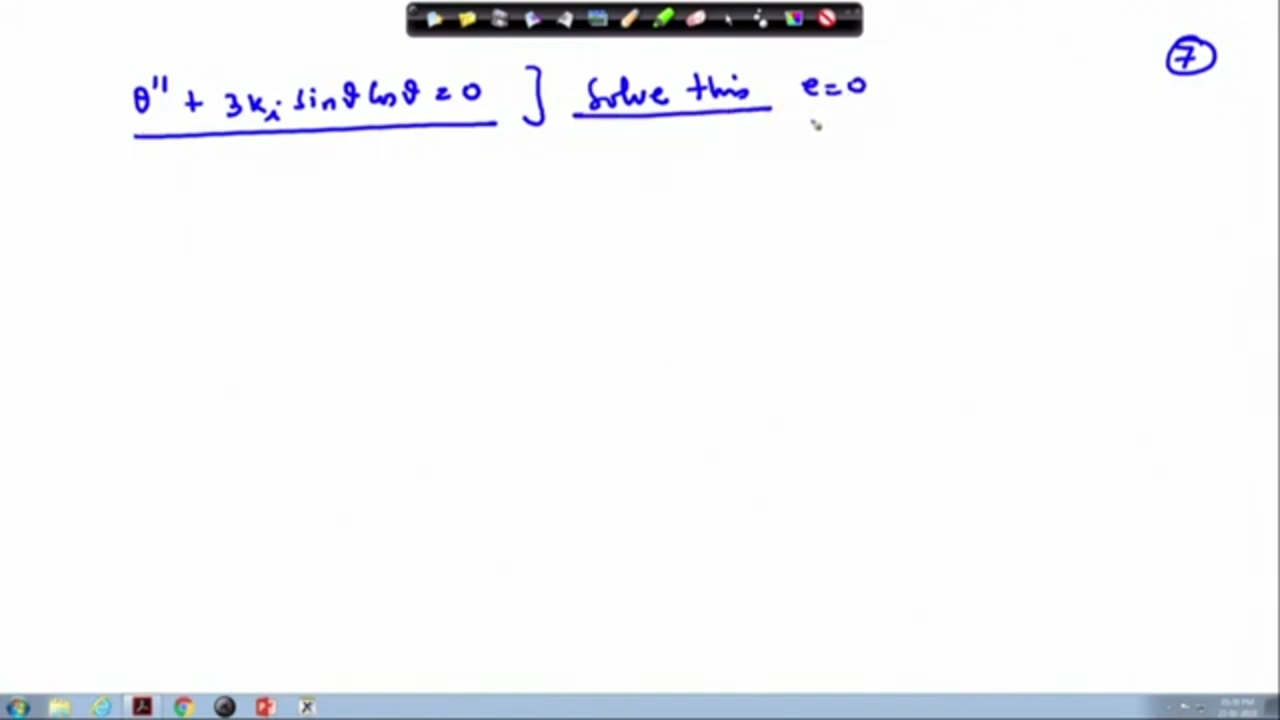 θ'' + 3kᵢ sinθ cosθ = 0 ] Solve this e=0
7